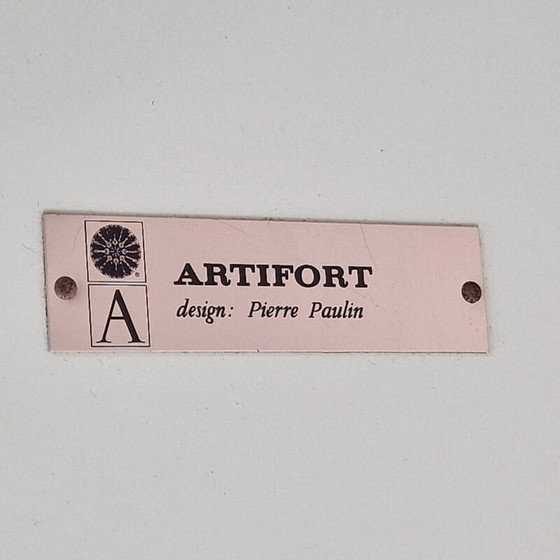 ARTIFORT
design: Pierre Paulin
A